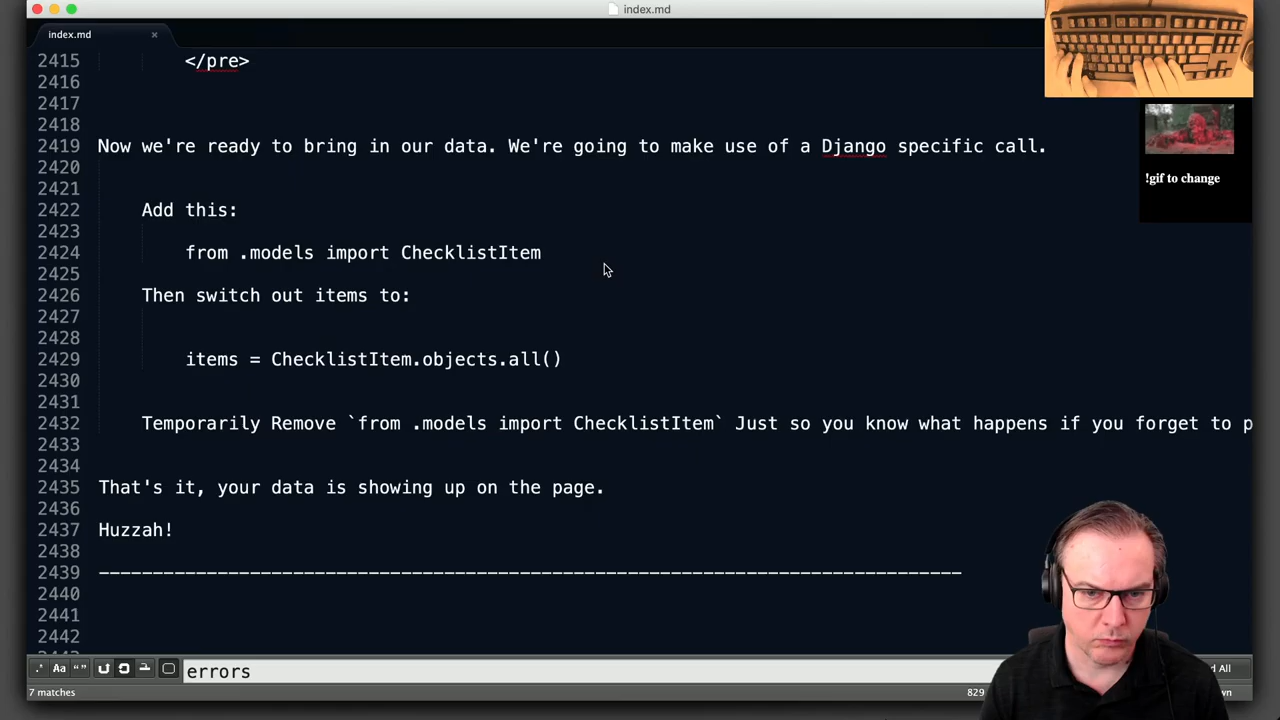 index.md
index.md ×
2415 </pre>
2416
2417
2418
2419 Now we're ready to bring in our data. We're going to make use of a Django specific call.
2420
2421
2422 Add this:
2423
2424 from .models import ChecklistItem
2425
2426 Then switch out items to:
2427
2428
2429 items = ChecklistItem.objects.all()
2430
2431
2432 Temporarily Remove `from .models import ChecklistItem` Just so you know what happens if you forget to p
2433
2434
2435 That's it, your data is showing up on the page.
2436
2437 Huzzah!
2438
2439 --------------------------------------------------------------------------------
2440
2441
2442
!gif to change
.* Aa “” errors
All
7 matches
829